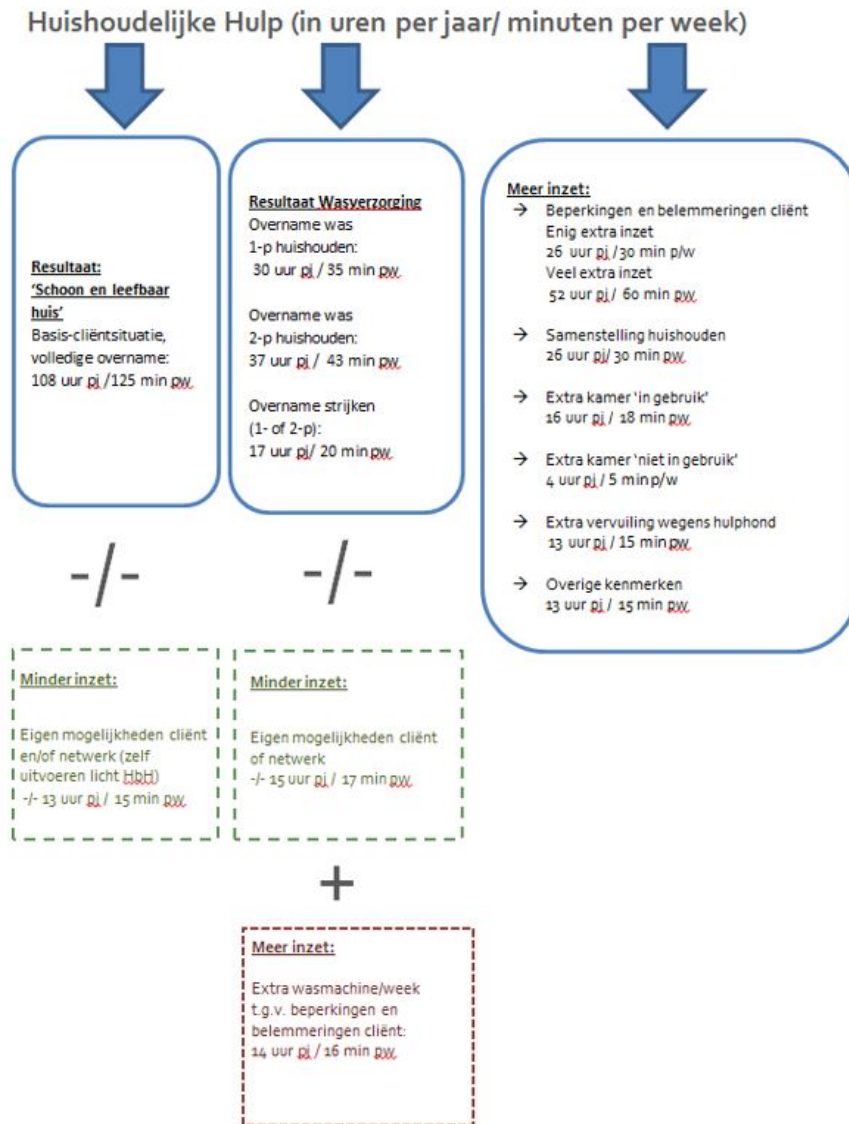 Huishoudelijke Hulp (in uren per jaar/ minuten per week)
Resultaat:
'Schoon en leefbaar
huis'
Basis-cliëntsituatie,
volledige overname:
108 uur pj /125 min pw.
Resultaat Wasverzorging
Overname was
1-p huishouden:
30 uur pj / 35 min pw.
Overname was
2-p huishouden:
37 uur pj / 43 min pw.
Overname strijken
(1- of 2-p):
17 uur pj/ 20 min pw.
Meer inzet:
→ Beperkingen en belemmeringen cliënt
Enig extra inzet
26 uur pj /30 min p/w
Veel extra inzet
52 uur pj/ 60 min pw.
→ Samenstelling huishouden
26 uur pj/ 30 min pw.
→ Extra kamer 'in gebruik'
16 uur pj / 18 min pw.
→ Extra kamer 'niet in gebruik'
4 uur pj / 5 min p/w
→ Extra vervuiling wegens hulphond
13 uur pj / 15 min pw.
→ Overige kenmerken
13 uur pj / 15 min pw.
-/-
-/-
Minder inzet:
Eigen mogelijkheden cliënt
en/of netwerk (zelf
uitvoeren licht HbH)
-/- 13 uur pj / 15 min pw.
Minder inzet:
Eigen mogelijkheden cliënt
of netwerk
-/- 15 uur pj / 17 min pw.
+
Meer inzet:
Extra wasmachine/week
t.g.v. beperkingen en
belemmeringen cliënt:
14 uur pj / 16 min pw.